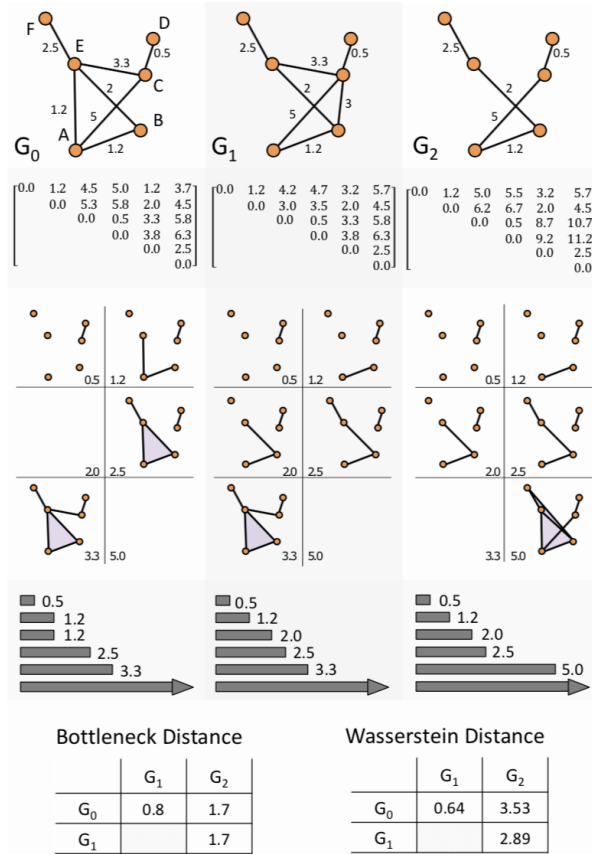 F
E
D
2.5
3.3
0.5
C
2
1.2
5
B
A
1.2
G0
2.5
3.3
0.5
2
5
3
1.2
G1
2.5
0.5
2
5
1.2
G2
0.0 1.2 4.5 5.0 1.2 3.7
0.0 5.3 5.8 2.0 4.5
0.0 0.5 3.3 5.8
0.0 3.8 6.3
0.0 2.5
0.0
0.0 1.2 4.2 4.7 3.2 5.7
0.0 3.0 3.5 2.0 4.5
0.0 0.5 3.3 5.8
0.0 3.8 6.3
0.0 2.5
0.0
0.0 1.2 5.0 5.5 3.2 5.7
0.0 6.2 6.7 2.0 4.5
0.0 0.5 8.7 10.7
0.0 9.2 11.2
0.0 2.5
0.0
0.5 1.2
2.0 2.5
3.3 5.0
0.5 1.2
2.0 2.5
3.3 5.0
0.5 1.2
2.0 2.5
3.3 5.0
0.5
1.2
1.2
2.5
3.3
0.5
1.2
2.0
2.5
3.3
0.5
1.2
2.0
2.5
5.0
Bottleneck Distance
G1 G2
G0 0.8 1.7
G1 1.7
Wasserstein Distance
G1 G2
G0 0.64 3.53
G1 2.89